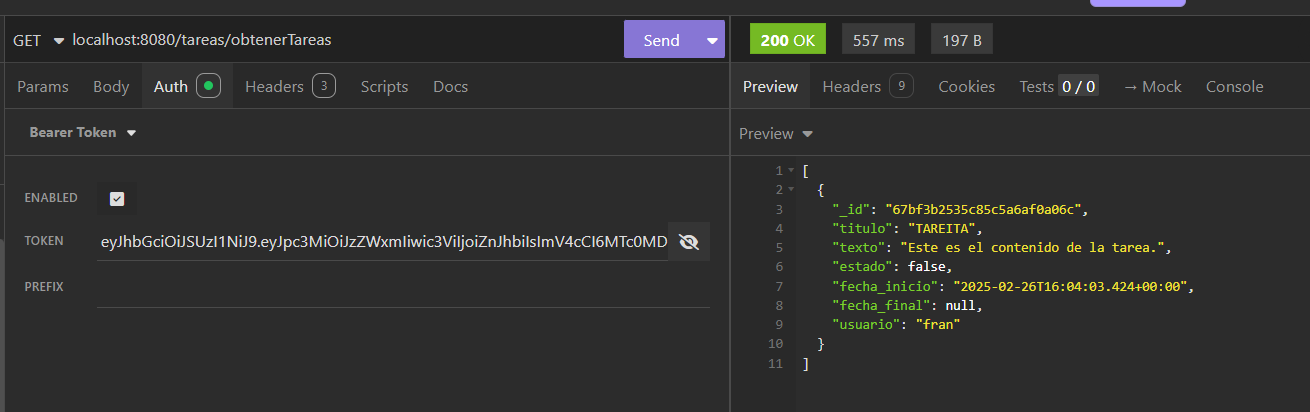 GET localhost:8080/tareas/obtenerTareas Send
Params Body Auth Headers 3 Scripts Docs
Bearer Token
ENABLED
TOKEN eyJhbGciOiJSUzI1NiJ9.eyJpc3MiOiJzZWxmIiwic3ViIjoiZnJhbiIsImV4cCI6MTc0MD
PREFIX
200 OK 557 ms 197 B
Preview Headers 9 Cookies Tests 0 / 0 → Mock Console
Preview
1 [
2 {
3 "_id": "67bf3b2535c85c5a6af0a06c",
4 "titulo": "TAREITA",
5 "texto": "Este es el contenido de la tarea.",
6 "estado": false,
7 "fecha_inicio": "2025-02-26T16:04:03.424+00:00",
8 "fecha_final": null,
9 "usuario": "fran"
10 }
11 ]